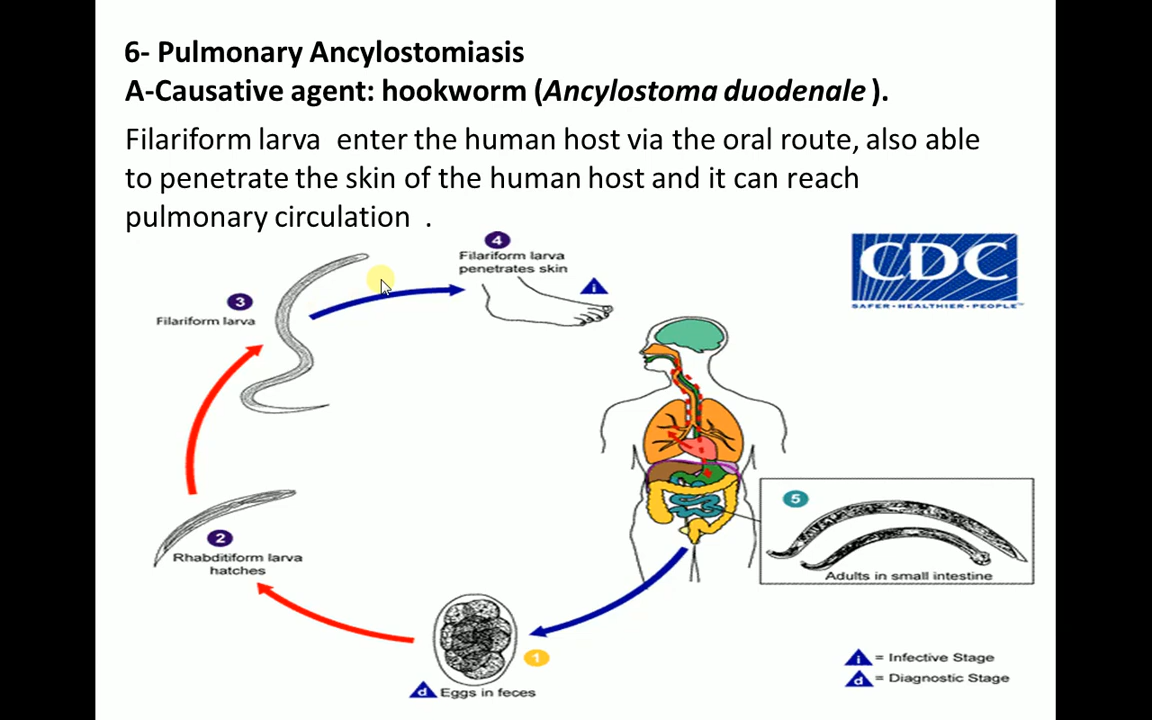 6- Pulmonary Ancylostomiasis
A-Causative agent: hookworm (Ancylostoma duodenale ).
Filariform larva enter the human host via the oral route, also able
to penetrate the skin of the human host and it can reach
pulmonary circulation .
4
Filariform larva
penetrates skin
i
CDC
SAFER • HEALTHIER • PEOPLE™
3
Filariform larva
5
Adults in small intestine
2
Rhabditiform larva
hatches
1
d Eggs in feces
i = Infective Stage
d = Diagnostic Stage